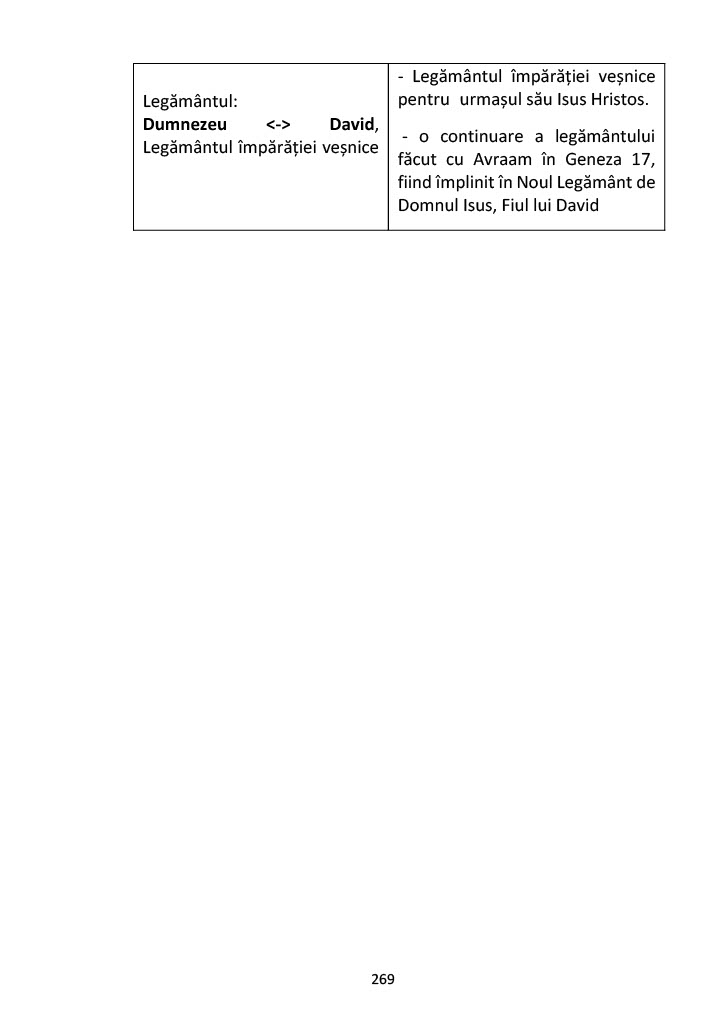 Legământul:
Dumnezeu <-> David,
Legământul împărăției veșnice
- Legământul împărăției veșnice
pentru urmașul său Isus Hristos.
- o continuare a legământului
făcut cu Avraam în Geneza 17,
fiind împlinit în Noul Legământ de
Domnul Isus, Fiul lui David
269